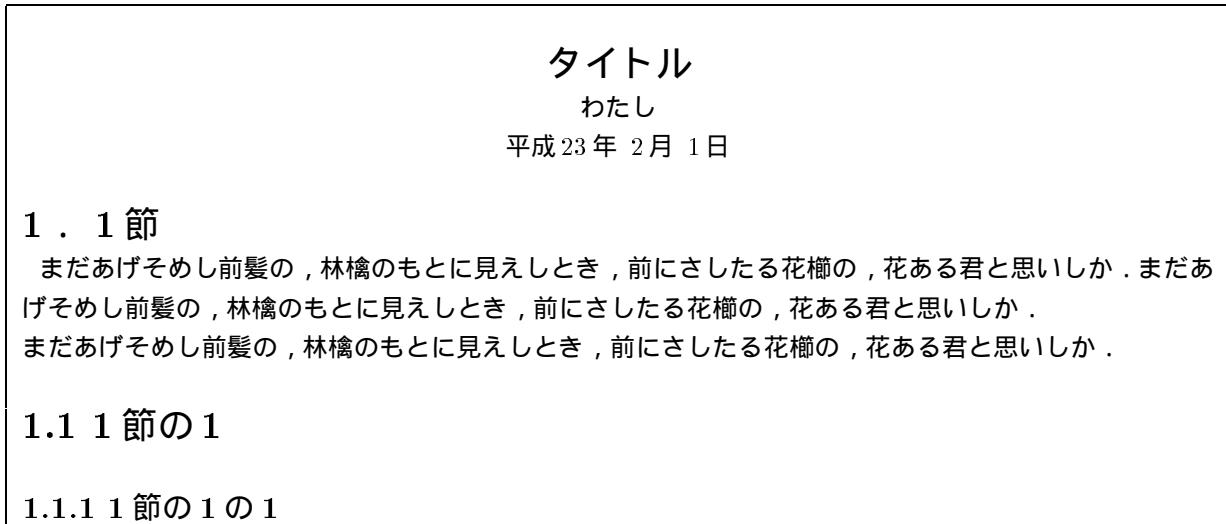 タイトル
わたし
平成 23 年 2 月 1 日
1. 1 節
まだあげそめし前髪の，林檎のもとに見えしとき，前にさしたる花櫛の，花ある君と思いしか．まだあ
げそめし前髪の，林檎のもとに見えしとき，前にさしたる花櫛の，花ある君と思いしか．
まだあげそめし前髪の，林檎のもとに見えしとき，前にさしたる花櫛の，花ある君と思いしか．
1.1 1 節の 1
1.1.1 1 節の 1 の 1